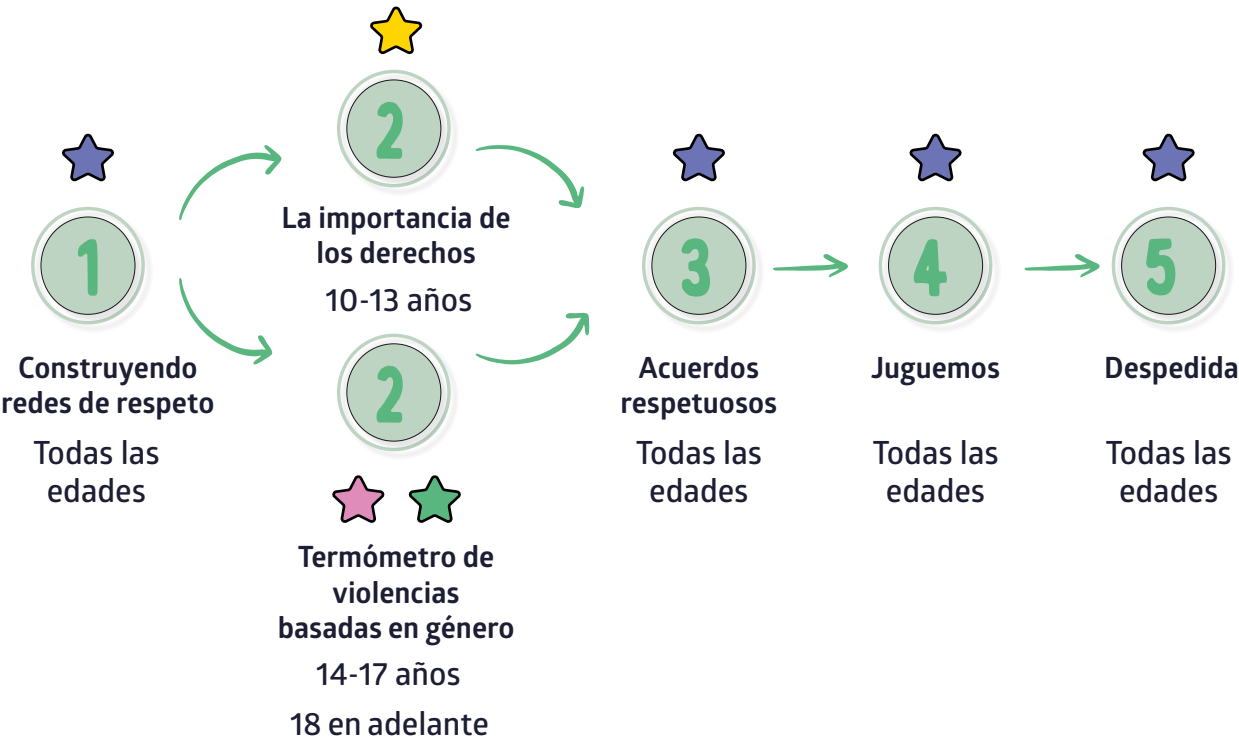 1
Construyendo
redes de respeto
Todas las
edades
2
La importancia de
los derechos
10-13 años
2
Termómetro de
violencias
basadas en género
14-17 años
18 en adelante
3
Acuerdos
respetuosos
Todas las
edades
4
Juguemos
Todas las
edades
5
Despedida
Todas las
edades